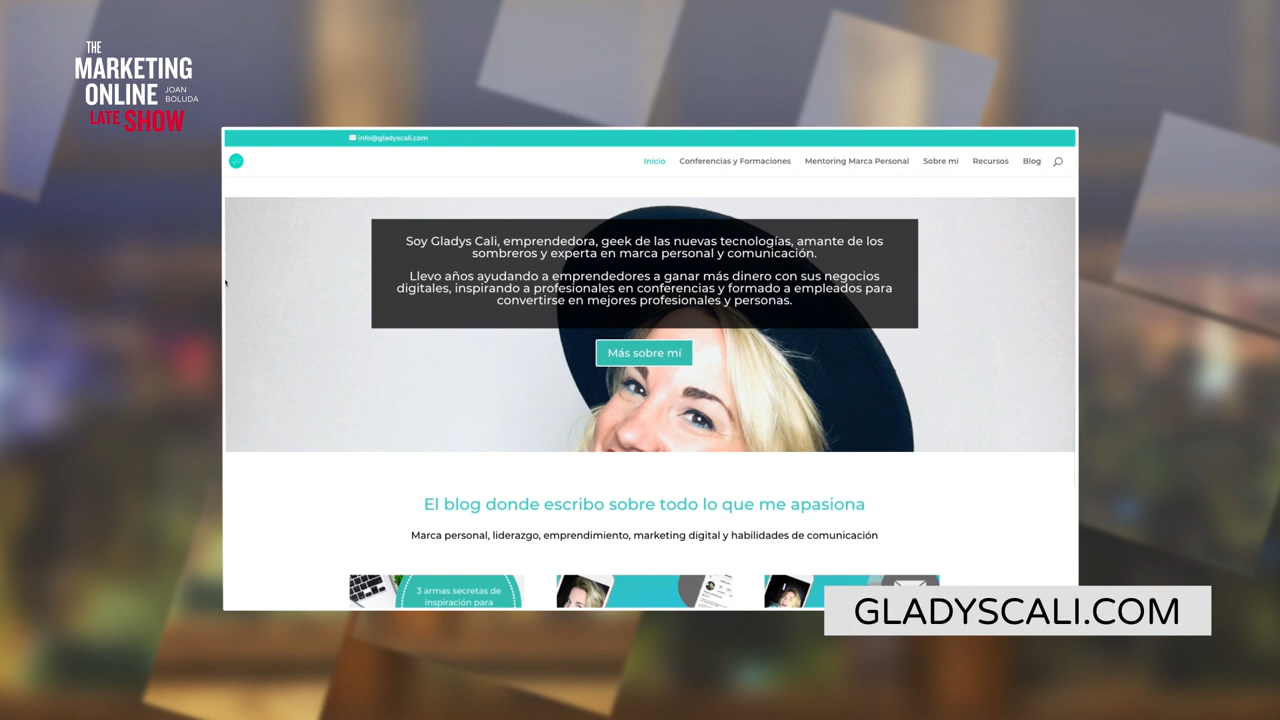 THE
MARKETING
ONLINE JOAN BOLUDA
LATE SHOW
info@gladyscali.com
Inicio Conferencias y Formaciones Mentoring Marca Personal Sobre mi Recursos Blog
Soy Gladys Cali, emprendedora, geek de las nuevas tecnologías, amante de los
sombreros y experta en marca personal y comunicación.
Llevo años ayudando a emprendedores a ganar más dinero con sus negocios
digitales, inspirando a profesionales en conferencias y formado a empleados para
convertirse en mejores profesionales y personas.
Más sobre mí
El blog donde escribo sobre todo lo que me apasiona
Marca personal, liderazgo, emprendimiento, marketing digital y habilidades de comunicación
3 armas secretas de
inspiración para
GLADYSCALI.COM